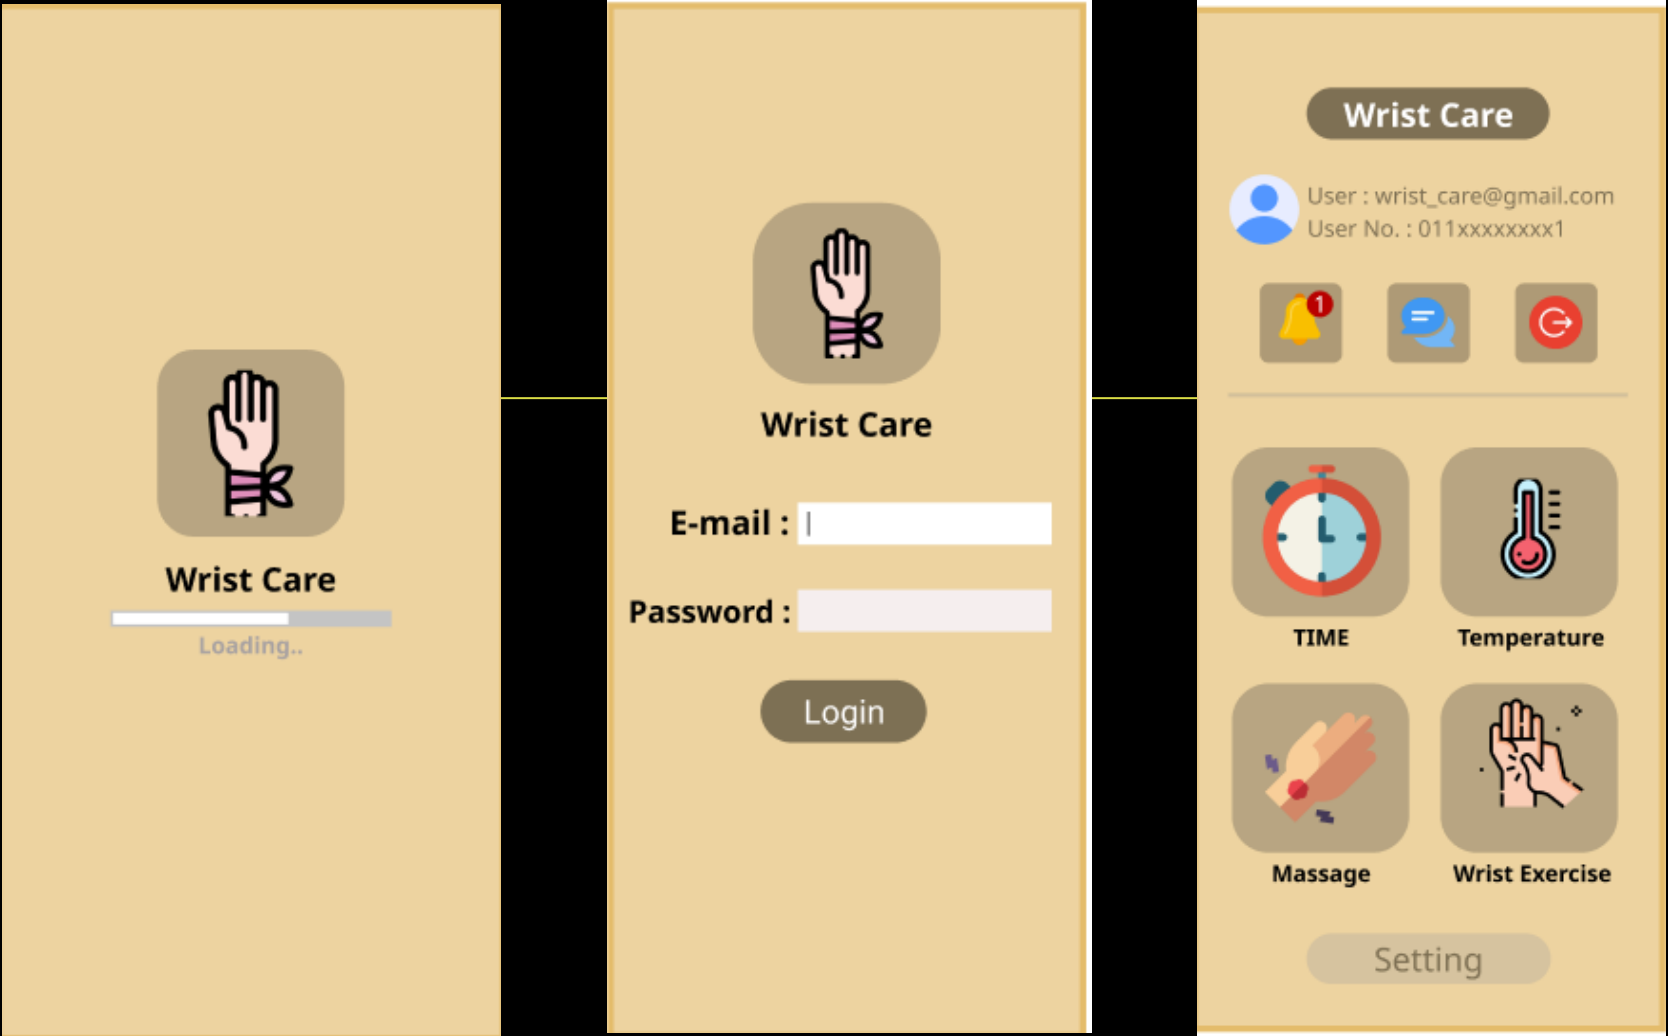 Wrist Care
Loading..
Wrist Care
E-mail :
Password :
Login
Wrist Care
User : wrist_care@gmail.com
User No. : 011xxxxxxxx1
1
TIME
Temperature
Massage
Wrist Exercise
Setting